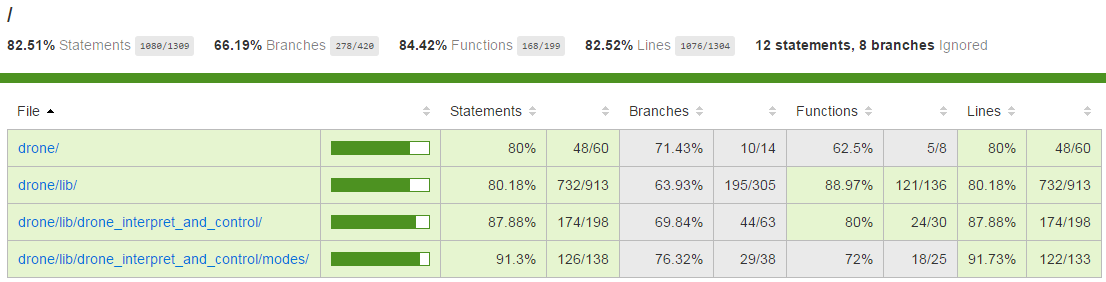 /
82.51% Statements 1080/1309 66.19% Branches 278/420 84.42% Functions 168/199 82.52% Lines 1076/1304 12 statements, 8 branches Ignored
File Statements Branches Functions Lines
drone/ 80% 48/60 71.43% 10/14 62.5% 5/8 80% 48/60
drone/lib/ 80.18% 732/913 63.93% 195/305 88.97% 121/136 80.18% 732/913
drone/lib/drone_interpret_and_control/ 87.88% 174/198 69.84% 44/63 80% 24/30 87.88% 174/198
drone/lib/drone_interpret_and_control/modes/ 91.3% 126/138 76.32% 29/38 72% 18/25 91.73% 122/133